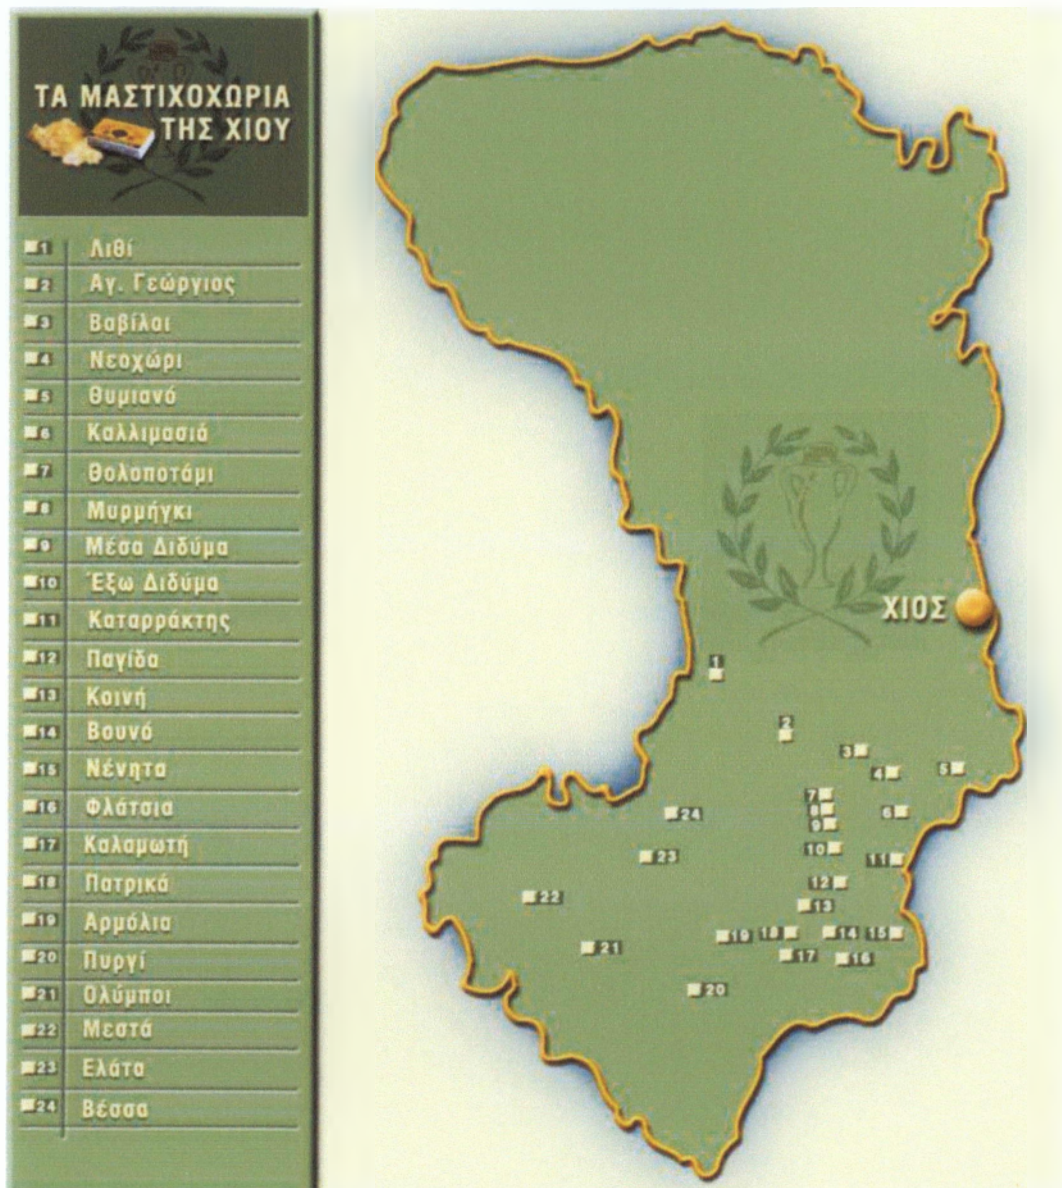 ΤΑ ΜΑΣΤΙΧΟΧΩΡΙΑ
ΤΗΣ ΧΙΟΥ
1 Λιθί
2 Αγ. Γεώργιος
3 Βαβίλοι
4 Νεοχώρι
5 Θυμιανό
6 Καλλιμασιά
7 Θολοποτάμι
8 Μυρμήγκι
9 Μέσα Διδύμα
10 Έξω Διδύμα
11 Καταρράκτης
12 Παγίδα
13 Κοινή
14 Βουνό
15 Νένητα
16 Φλάτσια
17 Καλαμωτή
18 Πατρικά
19 Αρμόλια
20 Πυργί
21 Ολύμποι
22 Μεστά
23 Ελάτα
24 Βέσσα
ΧΙΟΣ
1
2
3
4
5
7
8
24
6
9
10
23
11
12
22
13
19
18
14
15
21
17
16
20